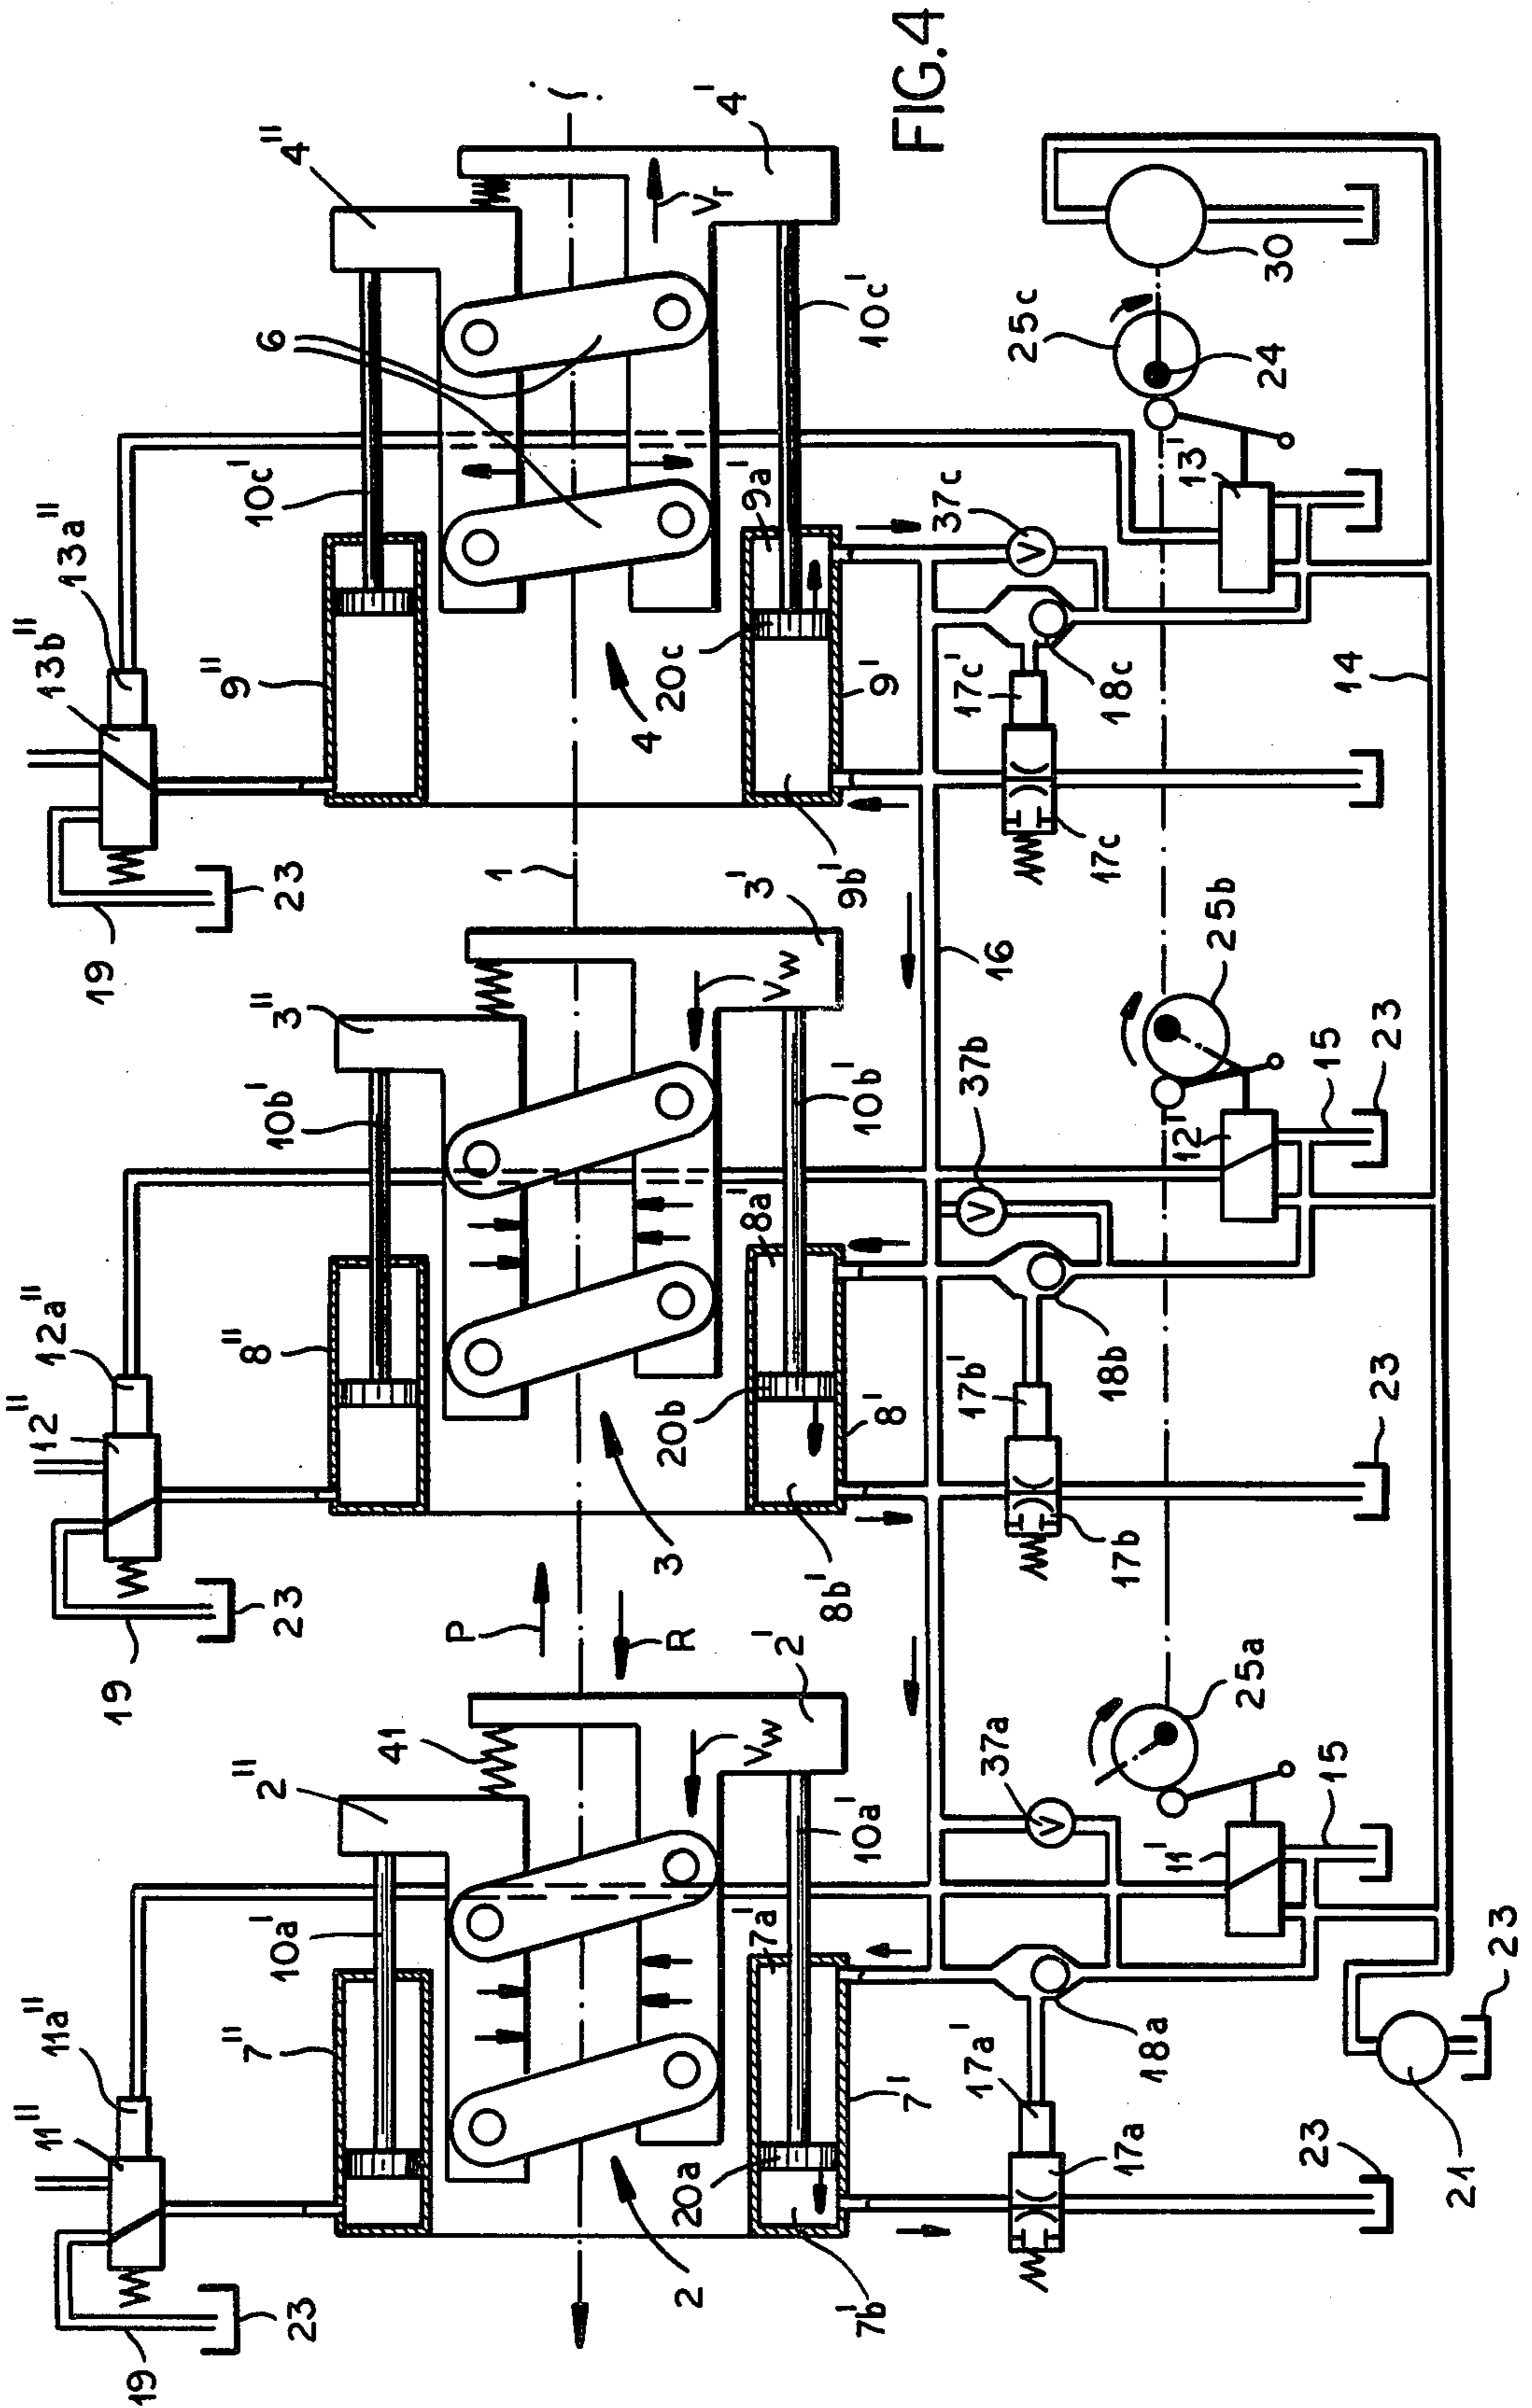 FIG.4
19
23
11"
11a"
7"
10a'
2"
41
P
R
19
23
12"
12a"
8"
10b'
3"
1
19
23
13b"
13a"
9"
10c'
6
4"
4'
Vr
10c'
9a'
20c
4
9'
9b'
3'
Vw
10b'
8a'
20b
3
8'
8b'
2'
Vw
10a'
7a'
20a
2
7'
7b'
17a'
17a
18a
37a
25a
11'
15
23
21
23
16
17b'
17b
18b
37b
25b
12'
15
23
23
17c'
17c
18c
37c
V
V
V
13'
25c
24
30
14